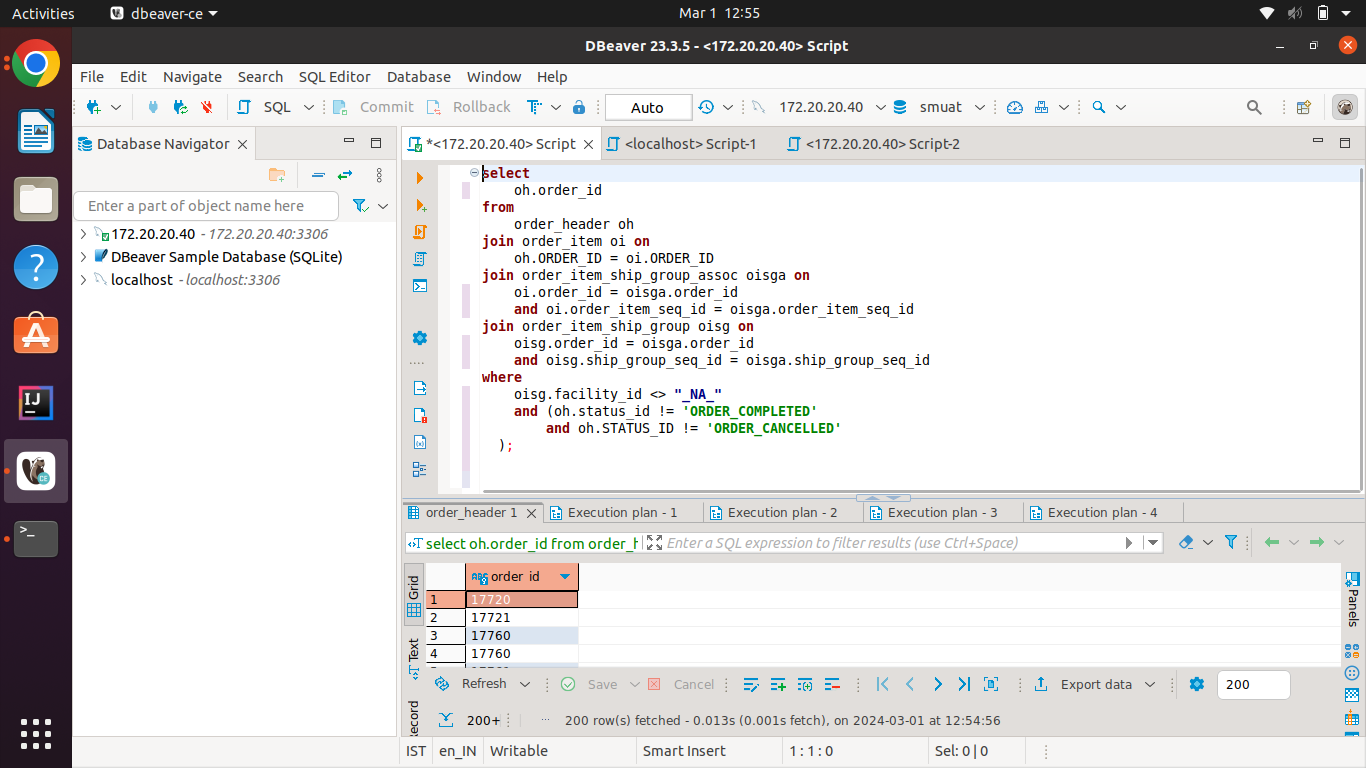 Activities
dbeaver-ce
Mar 1 12:55
DBeaver 23.3.5 - <172.20.20.40> Script
File Edit Navigate Search SQL Editor Database Window Help
SQL Commit Rollback Auto 172.20.20.40 smuat
Database Navigator
*<172.20.20.40> Script
<localhost> Script-1
<172.20.20.40> Script-2
Enter a part of object name here
172.20.20.40 - 172.20.20.40:3306
DBeaver Sample Database (SQLite)
localhost - localhost:3306
select
oh.order_id
from
order_header oh
join order_item oi on
oh.ORDER_ID = oi.ORDER_ID
join order_item_ship_group_assoc oisga on
oi.order_id = oisga.order_id
and oi.order_item_seq_id = oisga.order_item_seq_id
join order_item_ship_group oisg on
oisg.order_id = oisga.order_id
and oisg.ship_group_seq_id = oisga.ship_group_seq_id
where
oisg.facility_id <> "_NA_"
and (oh.status_id != 'ORDER_COMPLETED'
and oh.STATUS_ID != 'ORDER_CANCELLED'
);
order_header 1
Execution plan - 1
Execution plan - 2
Execution plan - 3
Execution plan - 4
select oh.order_id from order_h
Enter a SQL expression to filter results (use Ctrl+Space)
Grid
Text
Record
Panels
order_id
1 17720
2 17721
3 17760
4 17760
Refresh Save Cancel Export data 200
200+ ... 200 row(s) fetched - 0.013s (0.001s fetch), on 2024-03-01 at 12:54:56
IST en_IN Writable Smart Insert 1 : 1 : 0 Sel: 0 | 0